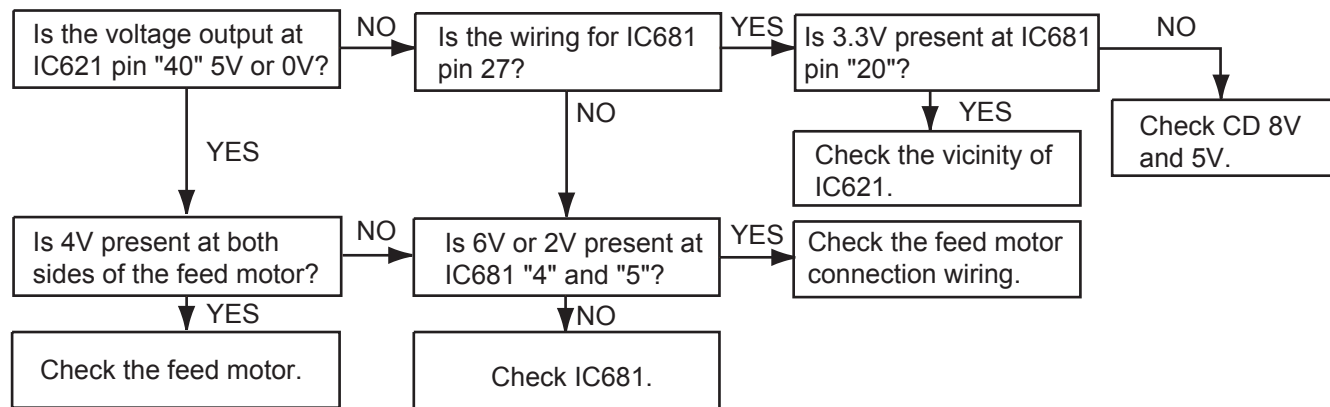 Is the voltage output at
IC621 pin "40" 5V or 0V?
NO
Is the wiring for IC681
pin 27?
YES
Is 3.3V present at IC681
pin "20"?
NO
YES
NO
YES
Check the vicinity of
IC621.
Check CD 8V
and 5V.
Is 4V present at both
sides of the feed motor?
NO
Is 6V or 2V present at
IC681 "4" and "5"?
YES
Check the feed motor
connection wiring.
YES
NO
Check the feed motor.
Check IC681.